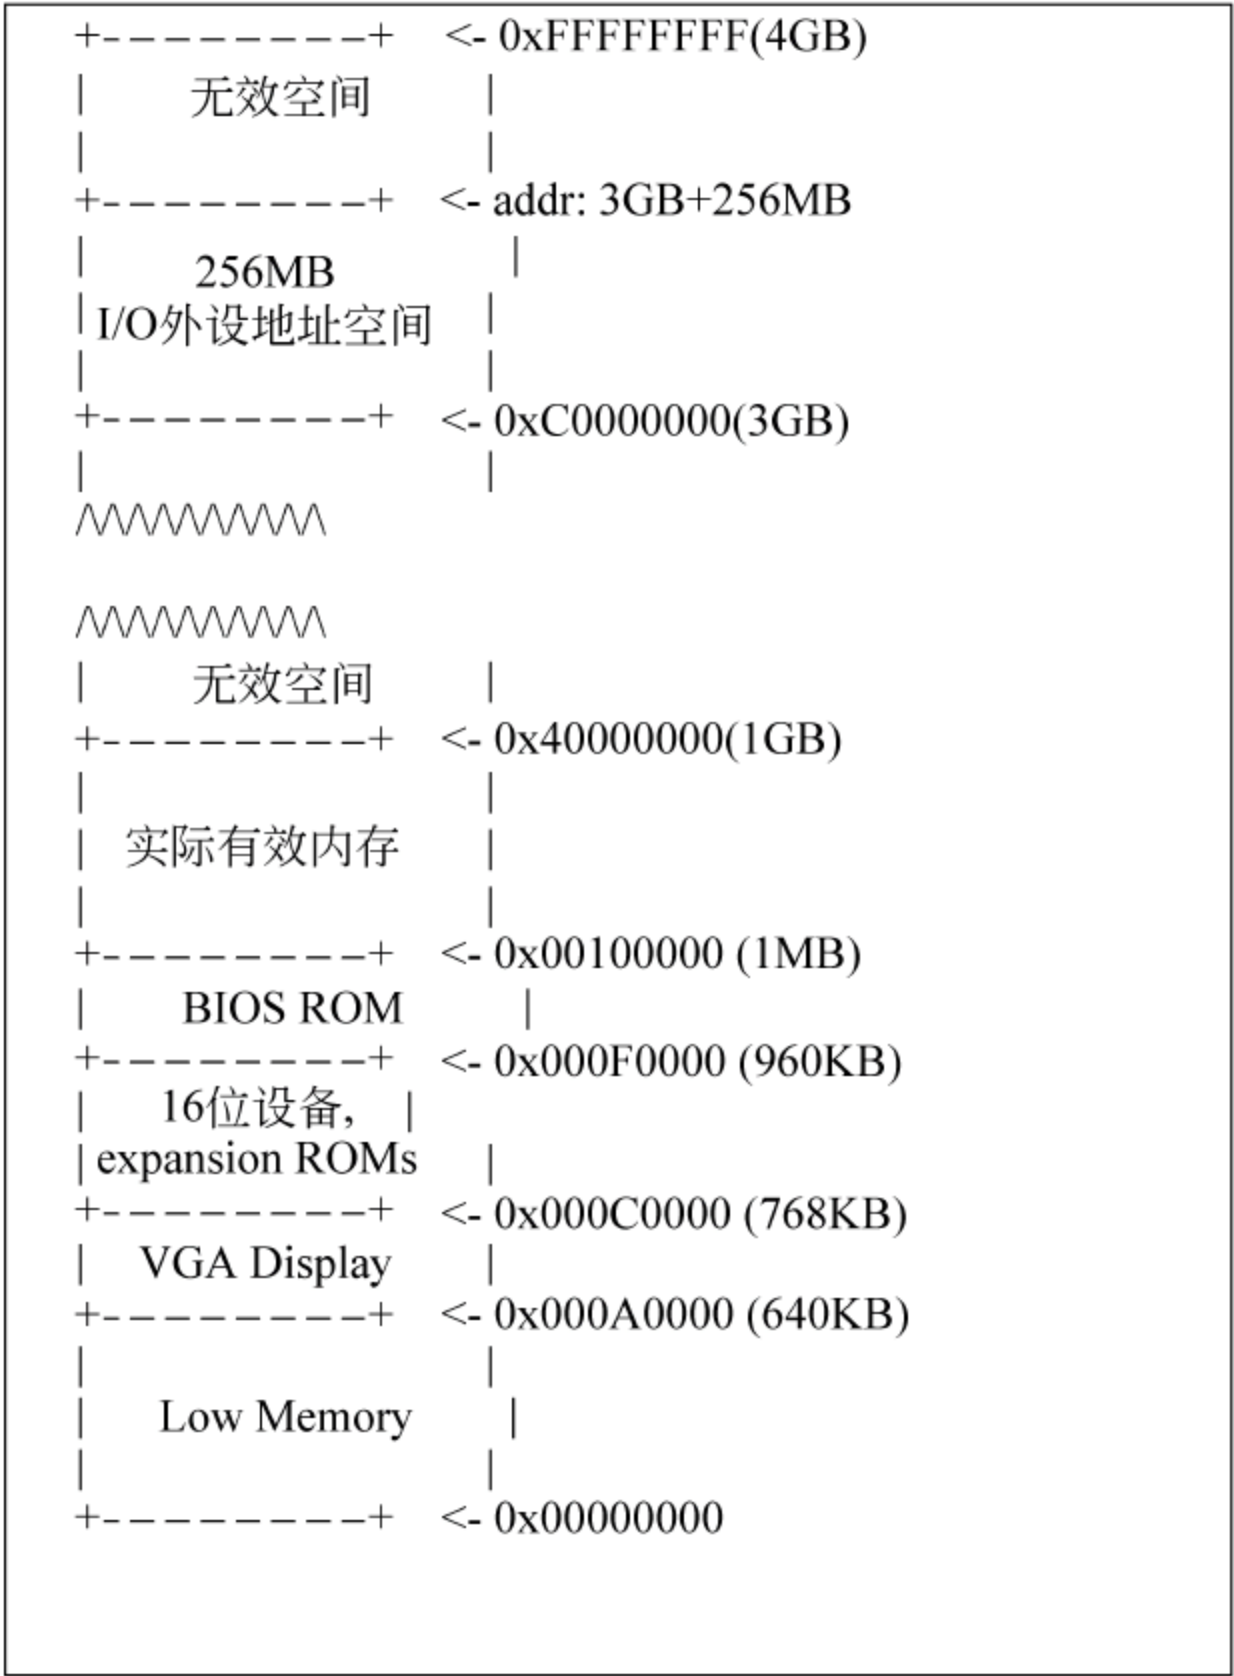 +---------+ <- 0xFFFFFFFF(4GB)
| 无效空间 |
| |
+---------+ <- addr: 3GB+256MB
| 256MB |
| I/O外设地址空间 |
| |
+---------+ <- 0xC0000000(3GB)
| |
/\/\/\/\/\/\/\/\/\/\
/\/\/\/\/\/\/\/\/\/\
| 无效空间 |
+---------+ <- 0x40000000(1GB)
| |
| 实际有效内存 |
| |
+---------+ <- 0x00100000 (1MB)
| BIOS ROM |
+---------+ <- 0x000F0000 (960KB)
| 16位设备, |
| expansion ROMs |
+---------+ <- 0x000C0000 (768KB)
| VGA Display |
+---------+ <- 0x000A0000 (640KB)
| |
| Low Memory |
| |
+---------+ <- 0x00000000